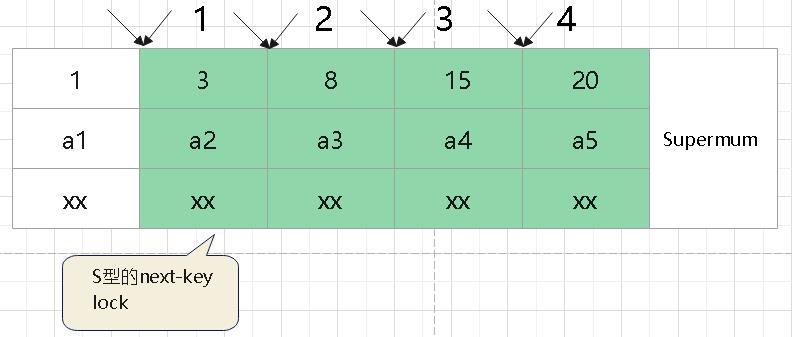 1 2 3 4
1 3 8 15 20
a1 a2 a3 a4 a5 Supermum
xx xx xx xx xx
S型的next-key
lock